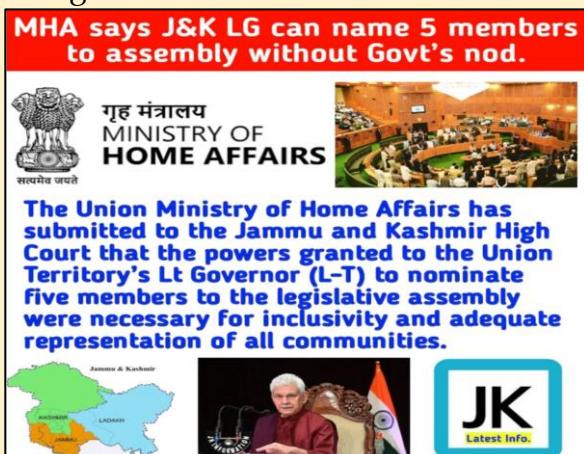 MHA says J&K LG can name 5 members
to assembly without Govt's nod.
गृह मंत्रालय
MINISTRY OF
HOME AFFAIRS
सत्यमेव जयते
The Union Ministry of Home Affairs has
submitted to the Jammu and Kashmir High
Court that the powers granted to the Union
Territory's Lt Governor (L-T) to nominate
five members to the legislative assembly
were necessary for inclusivity and adequate
representation of all communities.
Jammu & Kashmir
KASHMIR
LADAKH
JAMMU
INFORMATION
JK
Latest Info.